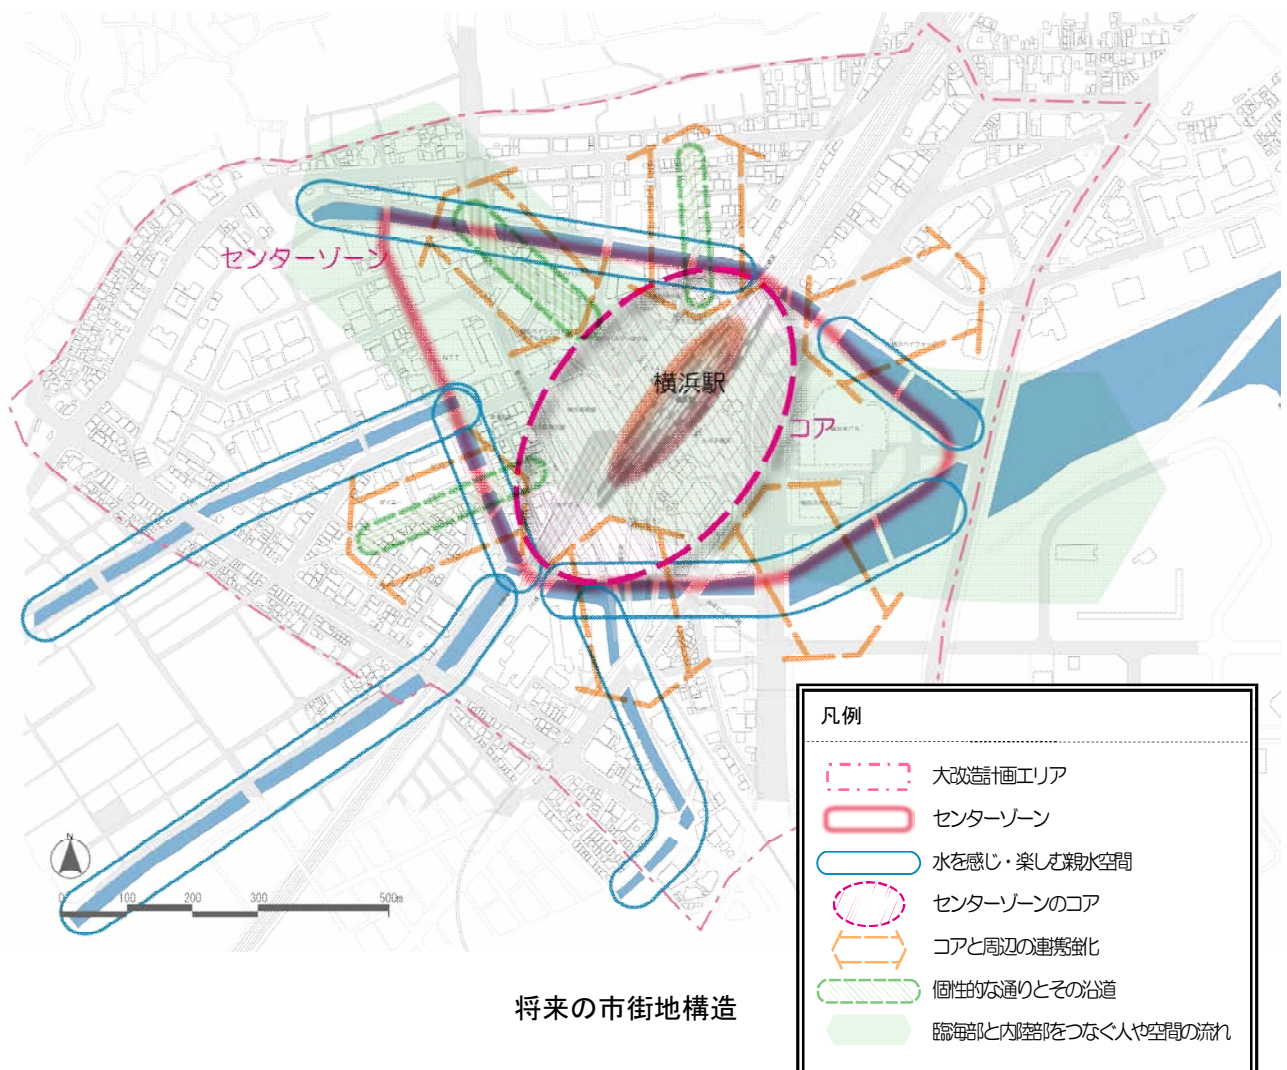 センターゾーン
横浜駅
コア
NTT
ダイエー
N
0 100 200 300 500m
将来の市街地構造
凡例
大改造計画エリア
センターゾーン
水を感じ・楽しむ親水空間
センターゾーンのコア
コアと周辺の連携強化
個性的な通りとその沿道
臨海部と内陸部をつなぐ人や空間の流れ